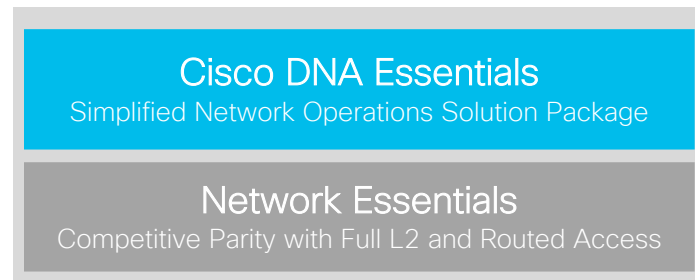 Cisco DNA Essentials
Simplified Network Operations Solution Package
Network Essentials
Competitive Parity with Full L2 and Routed Access